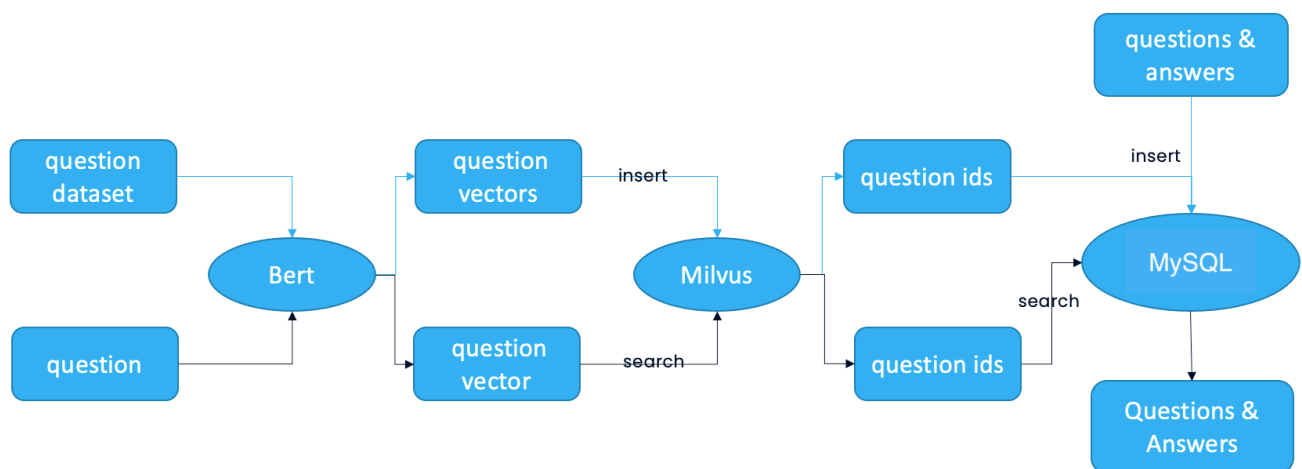 questions &
answers
question
dataset
question
vectors
insert
question ids
insert
Bert
Milvus
MySQL
question
question
vector
search
question ids
search
Questions &
Answers